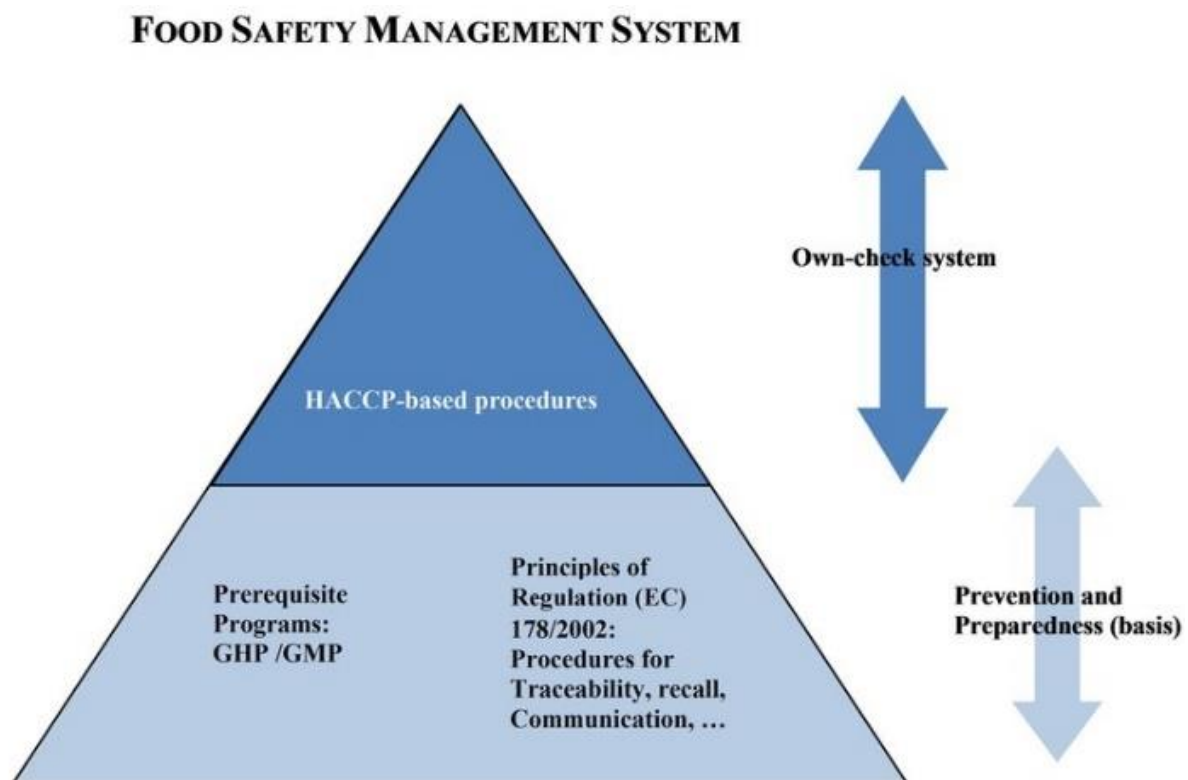 FOOD SAFETY MANAGEMENT SYSTEM
Own-check system
HACCP-based procedures
Prerequisite
Programs:
GHP /GMP
Principles of
Regulation (EC)
178/2002:
Procedures for
Traceability, recall,
Communication, …
Prevention and
Preparedness (basis)